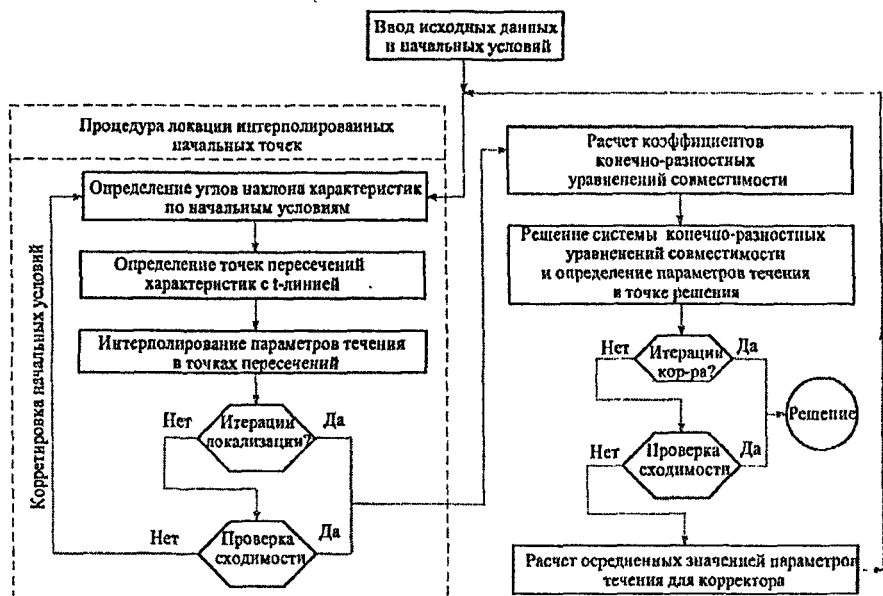 Ввод исходных данных
и начальных условий
Процедура локации интерполированных
начальных точек
Определение углов наклона характеристик
по начальным условиям
Определение точек пересечений
характеристик с t-линией
Интерполирование параметров течения
в точках пересечений
Нет
Итерации
локализации?
Да
Нет
Проверка
сходимости
Да
Корретировка начальных условий
Расчет коэффициентов
конечно-разностных
уравнений совместимости
Решение системы конечно-разностных
уравнений совместимости
и определение параметров течения
в точке решения
Нет
Итерации
кор-ра?
Да
Решение
Нет
Проверка
сходимости
Да
Расчет осредненных значенией параметров
течения для корректора